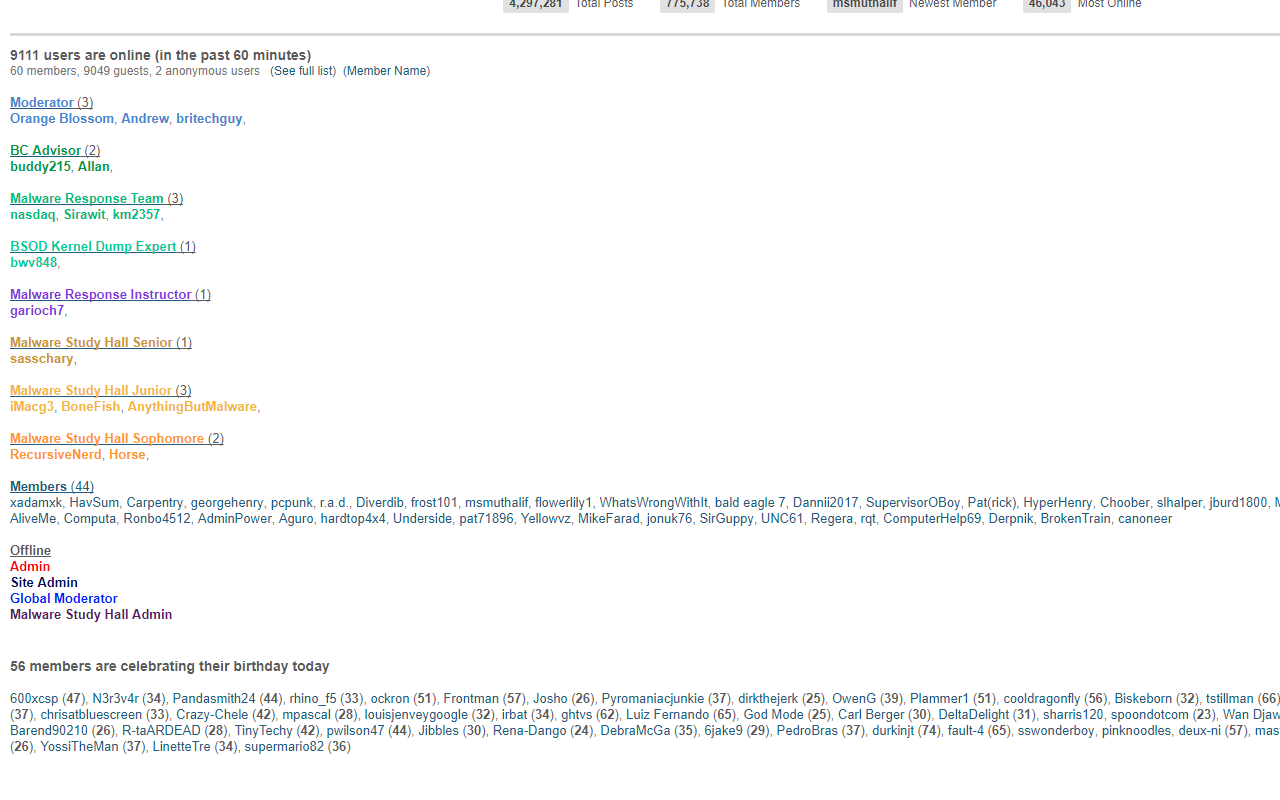 4,297,281 Total Posts 775,738 Total Members msmuthalif Newest Member 46,043 Most Online
9111 users are online (in the past 60 minutes)
60 members, 9049 guests, 2 anonymous users (See full list) (Member Name)
Moderator (3)
Orange Blossom, Andrew, britechguy,
BC Advisor (2)
buddy215, Allan,
Malware Response Team (3)
nasdaq, Sirawit, km2357,
BSOD Kernel Dump Expert (1)
bwv848,
Malware Response Instructor (1)
garioch7,
Malware Study Hall Senior (1)
sasschary,
Malware Study Hall Junior (3)
iMacg3, BoneFish, AnythingButMalware,
Malware Study Hall Sophomore (2)
RecursiveNerd, Horse,
Members (44)
xadamxk, HavSum, Carpentry, georgehenry, pcpunk, r.a.d., Diverdib, frost101, msmuthalif, flowerlily1, WhatsWrongWithIt, bald eagle 7, Dannii2017, SupervisorOBoy, Pat(rick), HyperHenry, Choober, slhalper, jburd1800,
AliveMe, Computa, Ronbo4512, AdminPower, Aguro, hardtop4x4, Underside, pat71896, Yellowvz, MikeFarad, jonuk76, SirGuppy, UNC61, Regera, rqt, ComputerHelp69, Derpnik, BrokenTrain, canoneer
Offline
Admin
Site Admin
Global Moderator
Malware Study Hall Admin
56 members are celebrating their birthday today
600xcsp (47), N3r3v4r (34), Pandasmith24 (44), rhino_f5 (33), ockron (51), Frontman (57), Josho (26), Pyromaniacjunkie (37), dirkthejerk (25), OwenG (39), Plammer1 (51), cooldragonfly (56), Biskeborn (32), tstillman (66)
(37), chrisatbluescreen (33), Crazy-Chele (42), mpascal (28), louisjenveygoogle (32), irbat (34), ghtvs (62), Luiz Fernando (65), God Mode (25), Carl Berger (30), DeltaDelight (31), sharris120, spoondotcom (23), Wan Djaw
Barend90210 (26), R-taARDEAD (28), TinyTechy (42), pwilson47 (44), Jibbles (30), Rena-Dango (24), DebraMcGa (35), 6jake9 (29), PedroBras (37), durkinjt (74), fault-4 (65), sswonderboy, pinknoodles, deux-ni (57), mas
(26), YossiTheMan (37), LinetteTre (34), supermario82 (36)